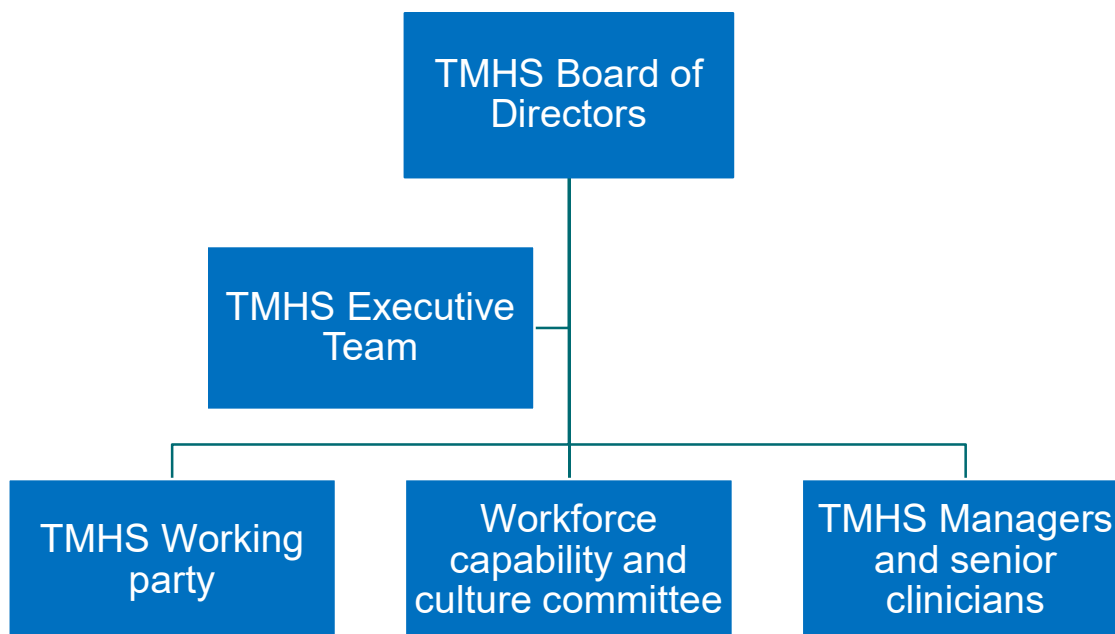 TMHS Board of
Directors
TMHS Executive
Team
TMHS Working
party
Workforce
capability and
culture committee
TMHS Managers
and senior
clinicians